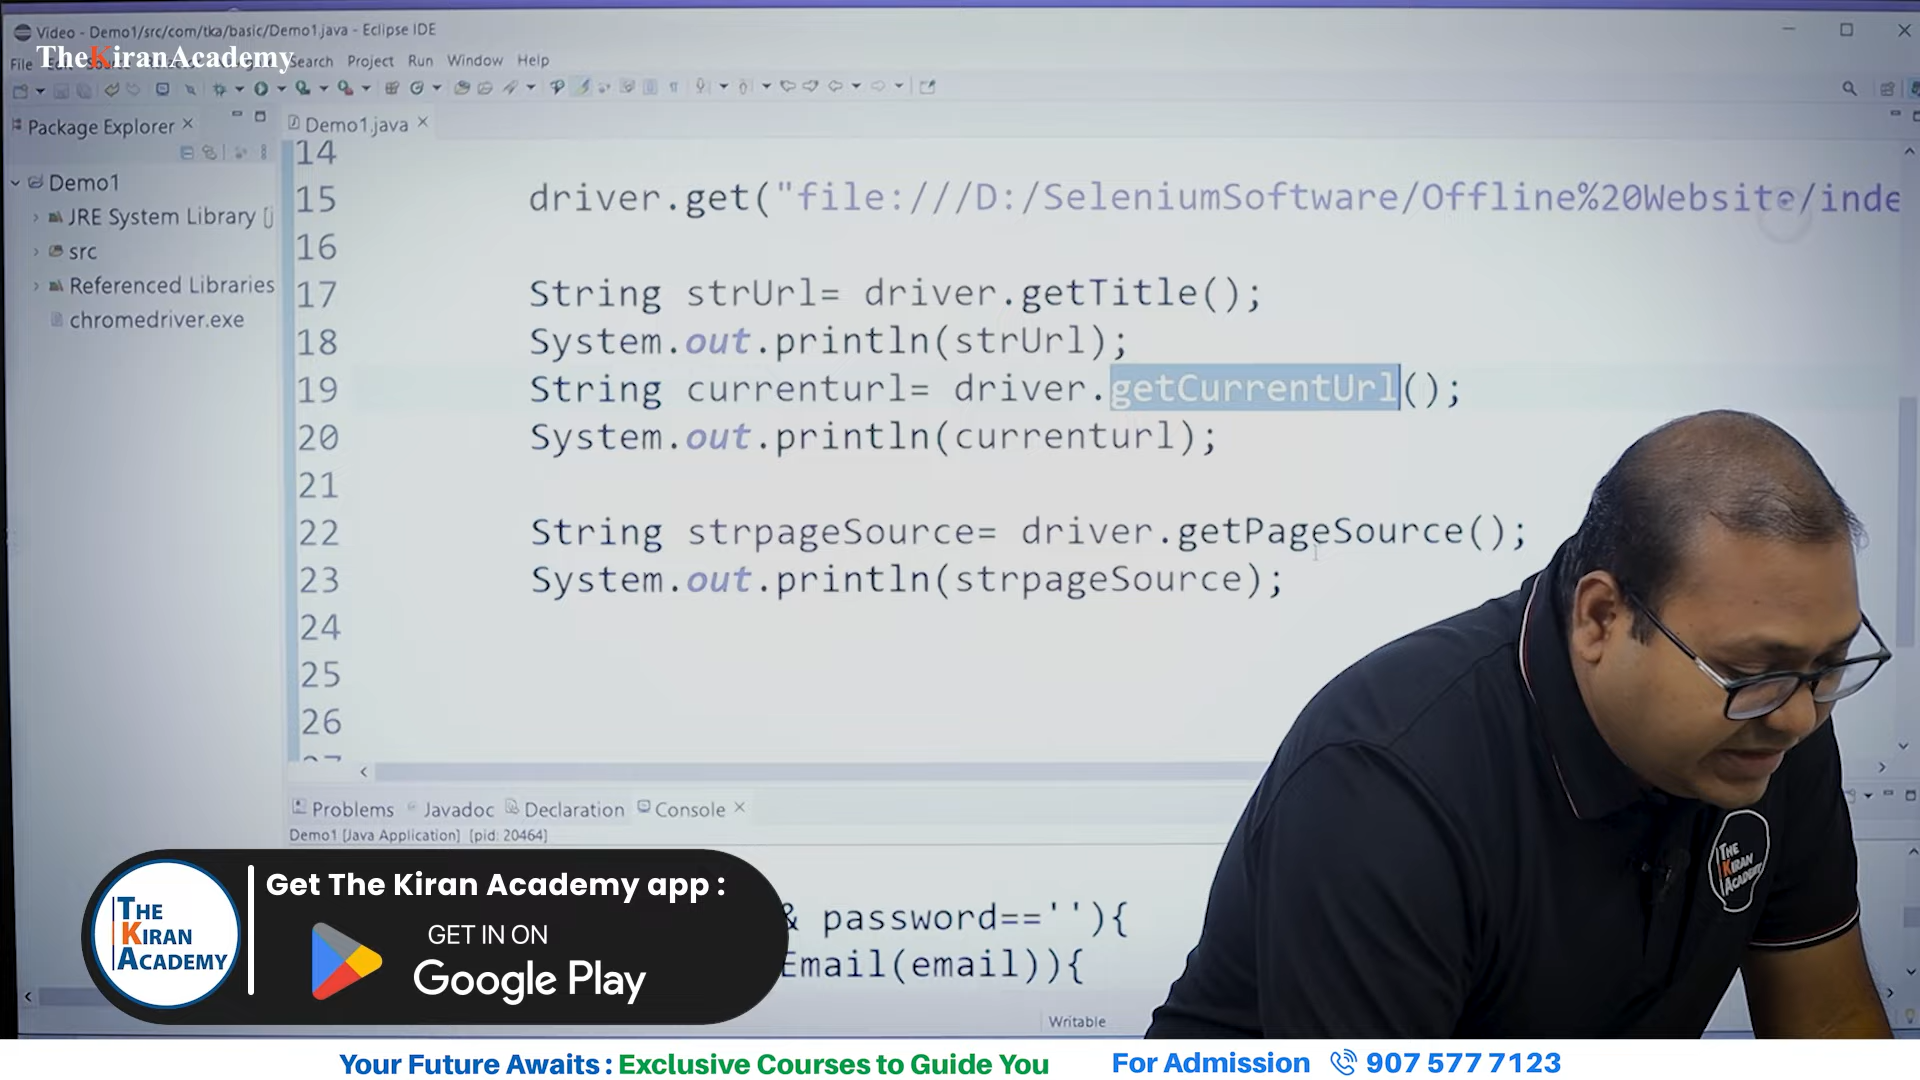 Video - Demo1/src/com/tka/basic/Demo1.java - Eclipse IDE
TheKiranAcademy
File Search Project Run Window Help
Package Explorer
Demo1.java
Demo1
JRE System Library [J
src
Referenced Libraries
chromedriver.exe
14
15 driver.get("file:///D:/SeleniumSoftware/Offline%20Website/inde
16
17 String strUrl= driver.getTitle();
18 System.out.println(strUrl);
19 String currenturl= driver.getCurrentUrl();
20 System.out.println(currenturl);
21
22 String strpageSource= driver.getPageSource();
23 System.out.println(strpageSource);
24
25
26
Problems Javadoc Declaration Console
Demo1 [Java Application] [pid: 20464]
& password==''){
Email(email)){
Writable
THE KIRAN ACADEMY
Get The Kiran Academy app :
GET IN ON
Google Play
THE
KIRAN
ACADEMY
Your Future Awaits : Exclusive Courses to Guide You
For Admission 907 577 7123